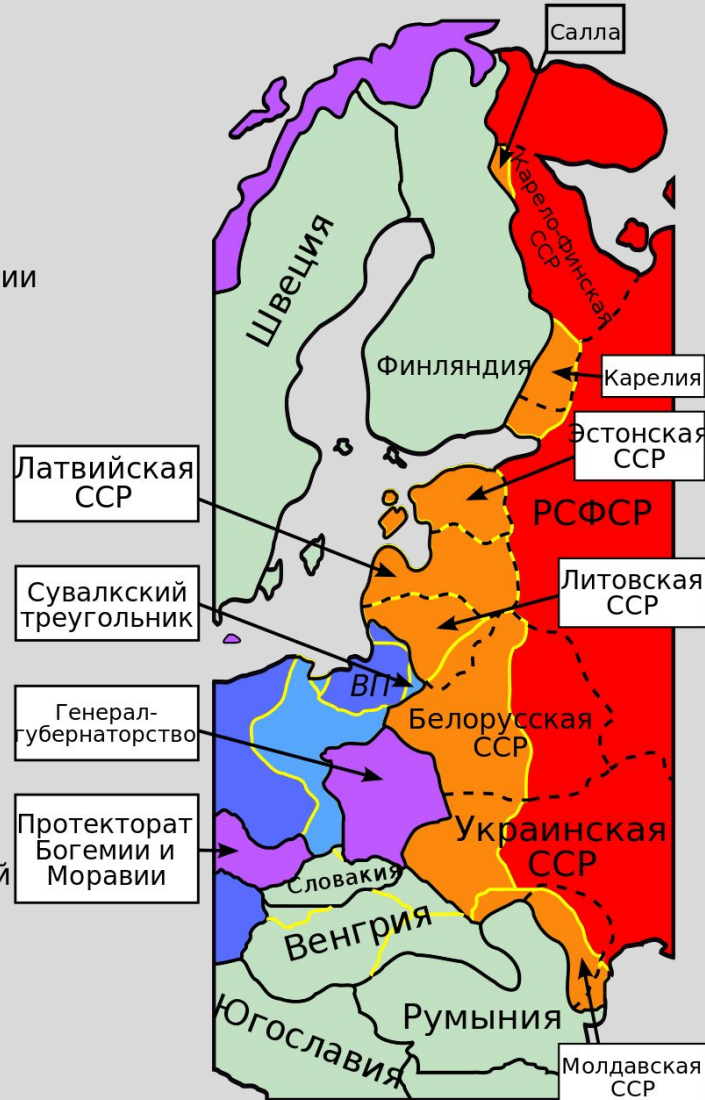 Салла
Карело-Финская
ССР
ии
Швеция
Финляндия
Карелия
Эстонская
ССР
Латвийская
ССР
РСФСР
Литовская
ССР
Сувалкский
треугольник
ВП
Генерал-
губернаторство
Белорусская
ССР
Протекторат
Богемии и
Моравии
Украинская
ССР
й
Словакия
Венгрия
Югославия
Румыния
Молдавская
ССР